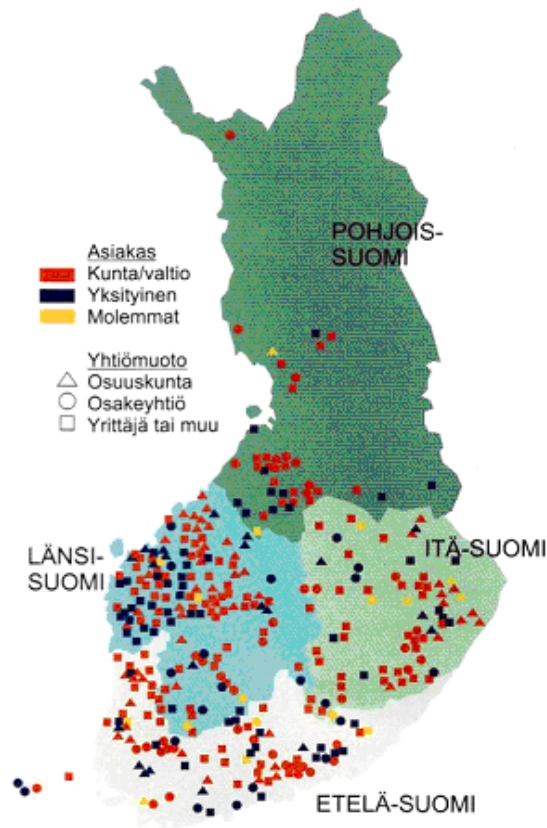 POHJOIS-
SUOMI
Asiakas
Kunta/valtio
Yksityinen
Molemmat
Yhtiömuoto
Osuuskunta
Osakeyhtiö
Yrittäjä tai muu
LÄNSI-
SUOMI
ITÄ-SUOMI
ETELÄ-SUOMI